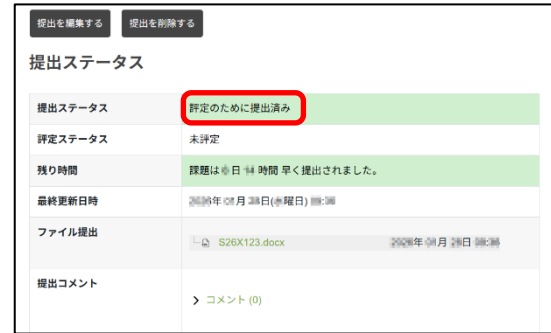 提出を編集する 提出を削除する
提出ステータス
提出ステータス 評定のために提出済み
評定ステータス 未評定
残り時間 課題は 日 時間 早く提出されました。
最終更新日時 年 月 日( 曜日)
ファイル提出 S26X123.docx 年 月 日
提出コメント コメント (0)